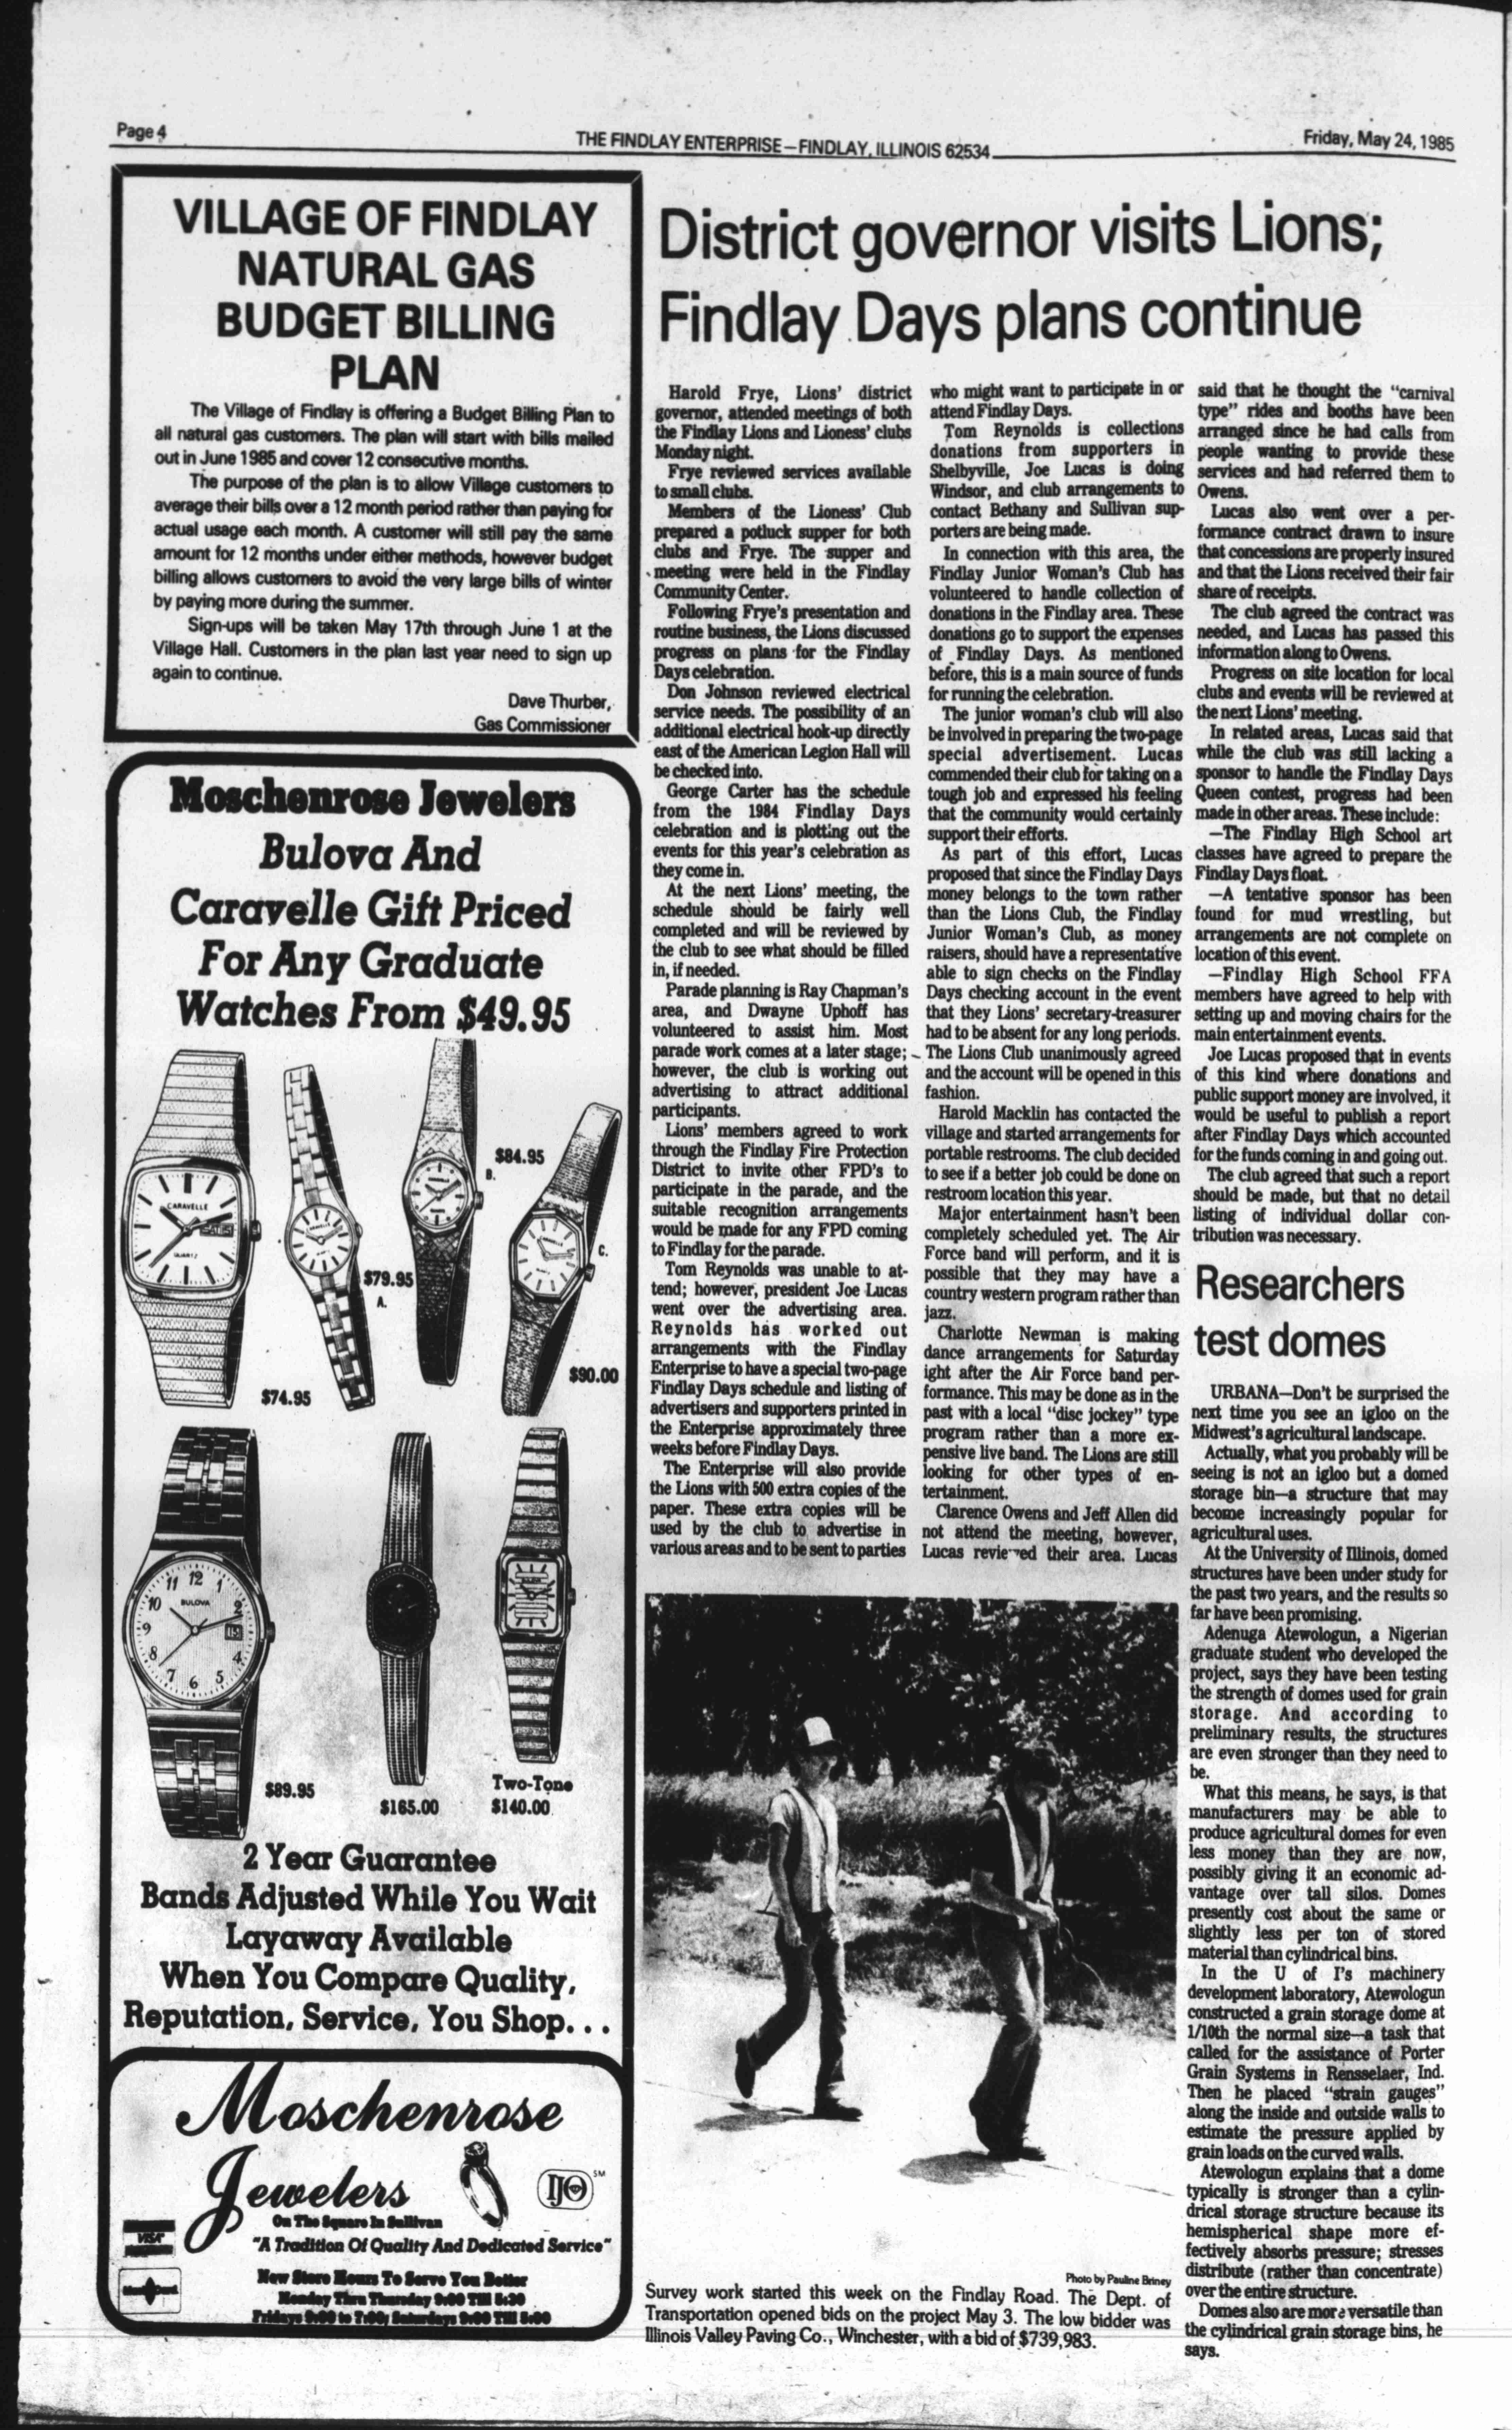 Page 4
THE FINDLAY ENTERPRISE—FINDLAY, ILLINOIS 62534
Friday, May 24, 1985
VILLAGE OF FINDLAY
NATURAL GAS
BUDGET BILLING
PLAN
The Village of Findlay is offering a Budget Billing Plan to
all natural gas customers. The plan will start with bills mailed
out in June 1985 and cover 12 consecutive months.
The purpose of the plan is to allow Village customers to
average their bills over a 12 month period rather than paying for
actual usage each month. A customer will still pay the same
amount for 12 months under either methods, however budget
billing allows customers to avoid the very large bills of winter
by paying more during the summer.
Sign-ups will be taken May 17th through June 1 at the
Village Hall. Customers in the plan last year need to sign up
again to continue.
Dave Thurber,
Gas Commissioner
Moschenrose Jewelers
Bulova And
Caravelle Gift Priced
For Any Graduate
Watches From $49.95
$84.95
B.
CARAVELLE
SAT 15
QUARTZ
CARAVELLE
C.
$79.95
A.
$90.00
$74.95
BULOVA
11 12 1
10 2
9 15
8 4
7 6 5
$89.95
$165.00
Two-Tone
$140.00
2 Year Guarantee
Bands Adjusted While You Wait
Layaway Available
When You Compare Quality,
Reputation, Service, You Shop. . .
Moschenrose
Jewelers
IJO SM
On The Square In Sullivan
VISA
"A Tradition Of Quality And Dedicated Service"
New Store Hours To Serve You Better
Monday Thru Thursday 9:00 Till 5:30
Fridays 9:00 to 7:00; Saturdays 9:00 Till 5:00
MasterCard
District governor visits Lions;
Findlay Days plans continue
Harold Frye, Lions' district
governor, attended meetings of both
the Findlay Lions and Lioness' clubs
Monday night.
Frye reviewed services available
to small clubs.
Members of the Lioness' Club
prepared a potluck supper for both
clubs and Frye. The supper and
meeting were held in the Findlay
Community Center.
Following Frye's presentation and
routine business, the Lions discussed
progress on plans for the Findlay
Days celebration.
Don Johnson reviewed electrical
service needs. The possibility of an
additional electrical hook-up directly
east of the American Legion Hall will
be checked into.
George Carter has the schedule
from the 1984 Findlay Days
celebration and is plotting out the
events for this year's celebration as
they come in.
At the next Lions' meeting, the
schedule should be fairly well
completed and will be reviewed by
the club to see what should be filled
in, if needed.
Parade planning is Ray Chapman's
area, and Dwayne Uphoff has
volunteered to assist him. Most
parade work comes at a later stage;
however, the club is working out
advertising to attract additional
participants.
Lions' members agreed to work
through the Findlay Fire Protection
District to invite other FPD's to
participate in the parade, and the
suitable recognition arrangements
would be made for any FPD coming
to Findlay for the parade.
Tom Reynolds was unable to at-
tend; however, president Joe Lucas
went over the advertising area.
Reynolds has worked out
arrangements with the Findlay
Enterprise to have a special two-page
Findlay Days schedule and listing of
advertisers and supporters printed in
the Enterprise approximately three
weeks before Findlay Days.
The Enterprise will also provide
the Lions with 500 extra copies of the
paper. These extra copies will be
used by the club to advertise in
various areas and to be sent to parties
who might want to participate in or
attend Findlay Days.
Tom Reynolds is collections
donations from supporters in
Shelbyville, Joe Lucas is doing
Windsor, and club arrangements to
contact Bethany and Sullivan sup-
porters are being made.
In connection with this area, the
Findlay Junior Woman's Club has
volunteered to handle collection of
donations in the Findlay area. These
donations go to support the expenses
of Findlay Days. As mentioned
before, this is a main source of funds
for running the celebration.
The junior woman's club will also
be involved in preparing the two-page
special advertisement. Lucas
commended their club for taking on a
tough job and expressed his feeling
that the community would certainly
support their efforts.
As part of this effort, Lucas
proposed that since the Findlay Days
money belongs to the town rather
than the Lions Club, the Findlay
Junior Woman's Club, as money
raisers, should have a representative
able to sign checks on the Findlay
Days checking account in the event
that they Lions' secretary-treasurer
had to be absent for any long periods.
The Lions Club unanimously agreed
and the account will be opened in this
fashion.
Harold Macklin has contacted the
village and started arrangements for
portable restrooms. The club decided
to see if a better job could be done on
restroom location this year.
Major entertainment hasn't been
completely scheduled yet. The Air
Force band will perform, and it is
possible that they may have a
country western program rather than
jazz.
Charlotte Newman is making
dance arrangements for Saturday
ight after the Air Force band per-
formance. This may be done as in the
past with a local "disc jockey" type
program rather than a more ex-
pensive live band. The Lions are still
looking for other types of en-
tertainment.
Clarence Owens and Jeff Allen did
not attend the meeting, however,
Lucas reviewed their area. Lucas
said that he thought the "carnival
type" rides and booths have been
arranged since he had calls from
people wanting to provide these
services and had referred them to
Owens.
Lucas also went over a per-
formance contract drawn to insure
that concessions are properly insured
and that the Lions received their fair
share of receipts.
The club agreed the contract was
needed, and Lucas has passed this
information along to Owens.
Progress on site location for local
clubs and events will be reviewed at
the next Lions' meeting.
In related areas, Lucas said that
while the club was still lacking a
sponsor to handle the Findlay Days
Queen contest, progress had been
made in other areas. These include:
—The Findlay High School art
classes have agreed to prepare the
Findlay Days float.
—A tentative sponsor has been
found for mud wrestling, but
arrangements are not complete on
location of this event.
—Findlay High School FFA
members have agreed to help with
setting up and moving chairs for the
main entertainment events.
Joe Lucas proposed that in events
of this kind where donations and
public support money are involved, it
would be useful to publish a report
after Findlay Days which accounted
for the funds coming in and going out.
The club agreed that such a report
should be made, but that no detail
listing of individual dollar con-
tribution was necessary.
Researchers
test domes
URBANA—Don't be surprised the
next time you see an igloo on the
Midwest's agricultural landscape.
Actually, what you probably will be
seeing is not an igloo but a domed
storage bin—a structure that may
become increasingly popular for
agricultural uses.
At the University of Illinois, domed
structures have been under study for
the past two years, and the results so
far have been promising.
Adenuga Atewologun, a Nigerian
graduate student who developed the
project, says they have been testing
the strength of domes used for grain
storage. And according to
preliminary results, the structures
are even stronger than they need to
be.
What this means, he says, is that
manufacturers may be able to
produce agricultural domes for even
less money than they are now,
possibly giving it an economic ad-
vantage over tall silos. Domes
presently cost about the same or
slightly less per ton of stored
material than cylindrical bins.
In the U of I's machinery
development laboratory, Atewologun
constructed a grain storage dome at
1/10th the normal size—a task that
called for the assistance of Porter
Grain Systems in Rensselaer, Ind.
Then he placed "strain gauges"
along the inside and outside walls to
estimate the pressure applied by
grain loads on the curved walls.
Atewologun explains that a dome
typically is stronger than a cylin-
drical storage structure because its
hemispherical shape more ef-
fectively absorbs pressure; stresses
distribute (rather than concentrate)
over the entire structure.
Domes also are more versatile than
the cylindrical grain storage bins, he
says.
Photo by Pauline Briney
Survey work started this week on the Findlay Road. The Dept. of
Transportation opened bids on the project May 3. The low bidder was
Illinois Valley Paving Co., Winchester, with a bid of $739,983.